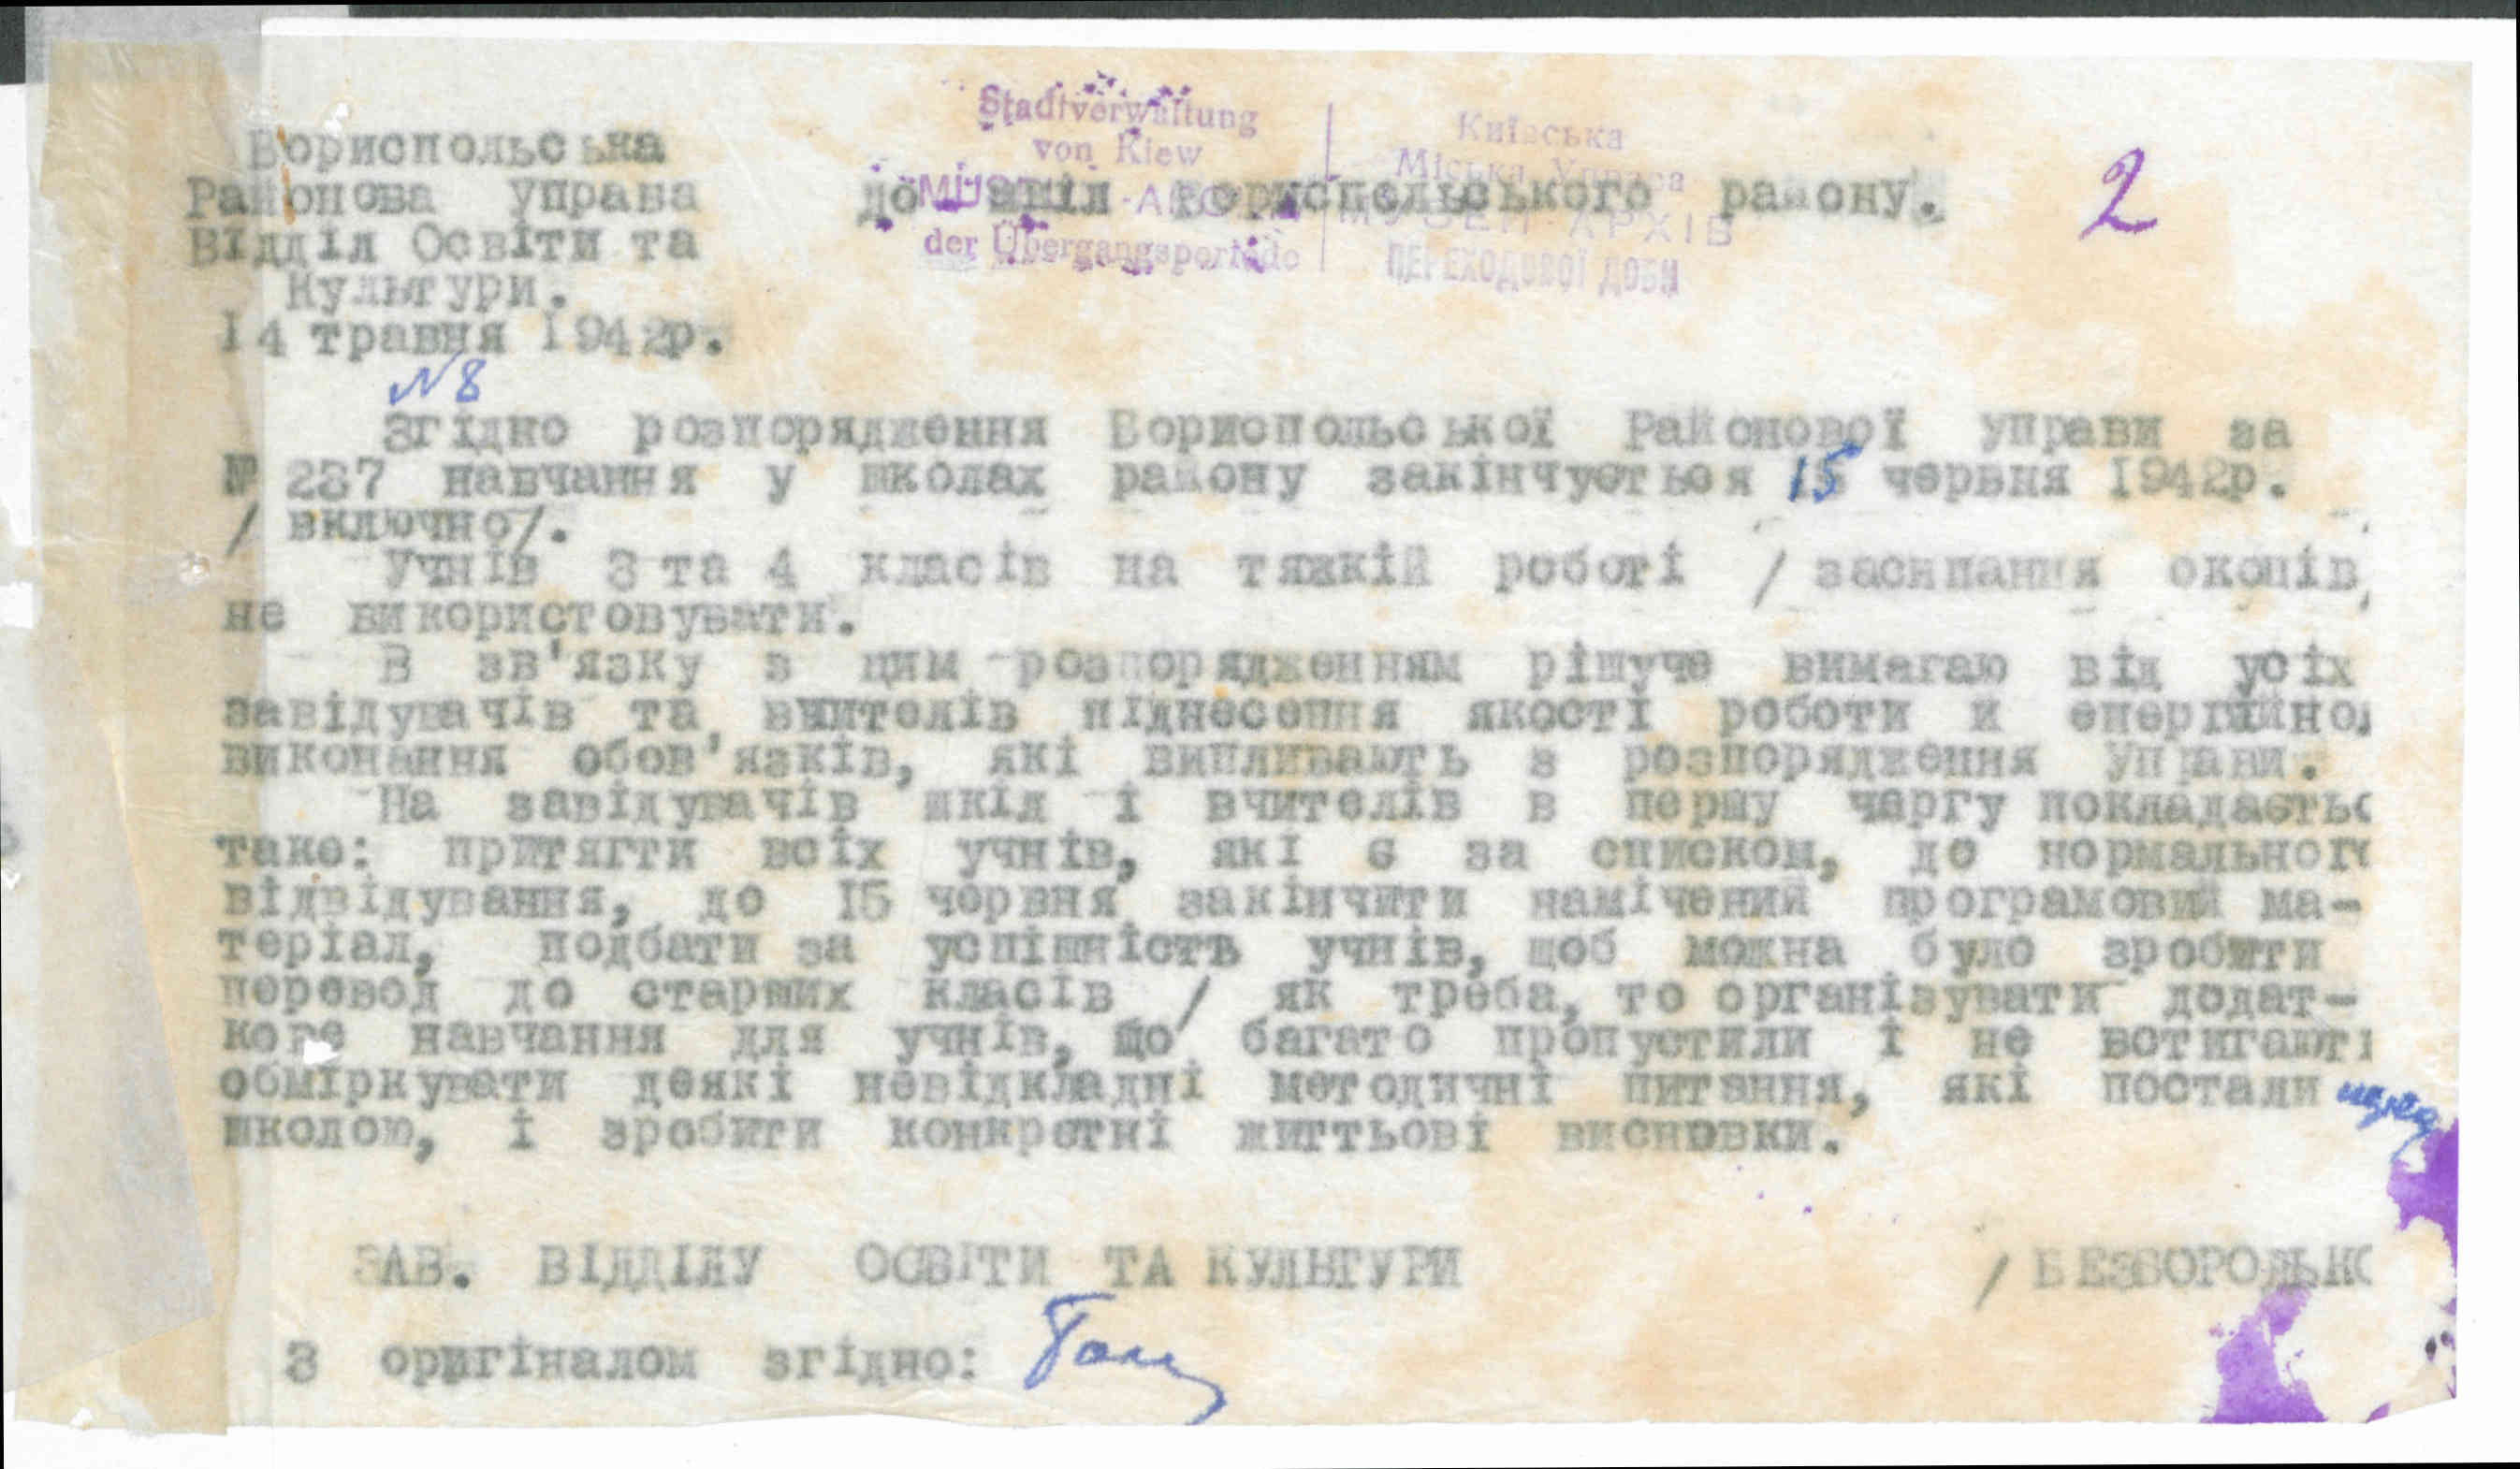 Stadtverwaltung
von Kiew
der Übergangsperiode
Київська
Міська Управа
МУЗЕЙ-АРХІВ
ПЕРЕХОДОВОЇ ДОБИ
2
Бориспольська
Районова управа
Відділ Освіти та
Культури.
14 травня 1942р.
№8
до шкіл Бориспольського району.
Згідно розпорядження Бориспольської Районової управи за
№ 237 навчання у школах району закінчується 15 червня 1942р.
/ включно/.
Учнів 3 та 4 класів на тяжкій роботі / засипання окопів/
не використовувати.
В зв'язку з цим розпорядженням рішуче вимагаю від усіх
завідувачів та вчителів піднесення якості роботи й енергійно
виконання обов'язків, які випливають з розпорядження Управи.
На завідувачів шкіл і вчителів в першу чергу покладаєтьс
таке: притягти всіх учнів, які є за списком, до нормального
відвідування, до 15 червня закінчити намічений програмовий ма-
теріал, подбати за успішність учнів, щоб можна було зробити
перевод до старших класів / як треба, то організувати додат-
кове навчання для учнів, що багато пропустили і не встигають
обміркувати деякі невідкладні методичні питання, які постали перед
школою, і зробити конкретні життьові висновки.
ЗАВ. ВІДДІЛУ ОСВІТИ ТА КУЛЬТУРИ / БЕЗБОРОДЬКО
З оригіналом згідно: